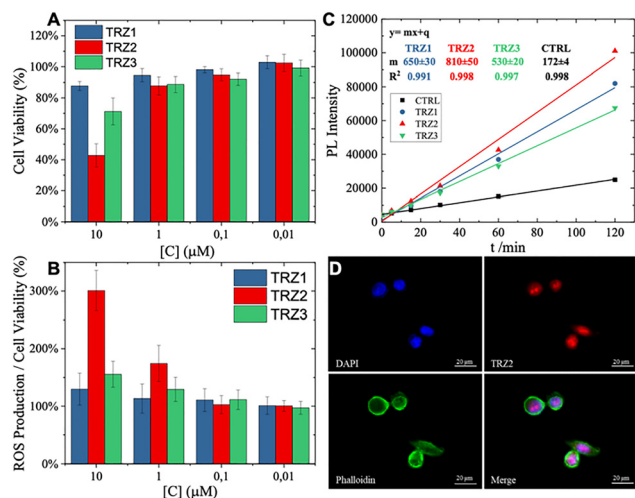 A
120%
100%
80%
60%
40%
20%
0%
Cell Viability (%)
TRZ1
TRZ2
TRZ3
10
1
0,1
0,01
[C] (µM)
B
300%
200%
100%
0%
ROS Production / Cell Viability (%)
TRZ1
TRZ2
TRZ3
10
1
0,1
0,01
[C] (µM)
C
y= mx+q
TRZ1 TRZ2 TRZ3 CTRL
m 650±30 810±50 530±20 172±4
R² 0.991 0.998 0.997 0.998
CTRL
TRZ1
TRZ2
TRZ3
100000
80000
60000
40000
20000
0
PL Intensity
0 20 40 60 80 100 120
t /min
D
DAPI
20 µm
TRZ2
20 µm
Phalloidin
20 µm
Merge
20 µm